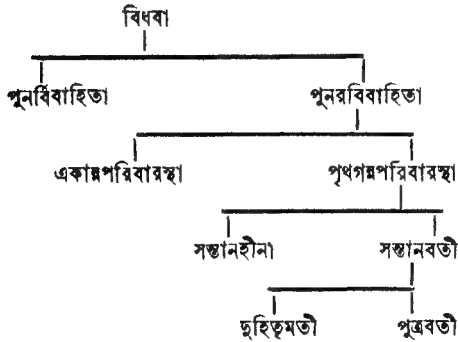 বিধবা
পুনর্বিবাহিতা পুনরবিবাহিতা
একান্নপরিবারস্থা পৃথগন্নপরিবারস্থা
সন্তানহীনা সন্তানবতী
দুহিতৃমতী পুত্রবতী